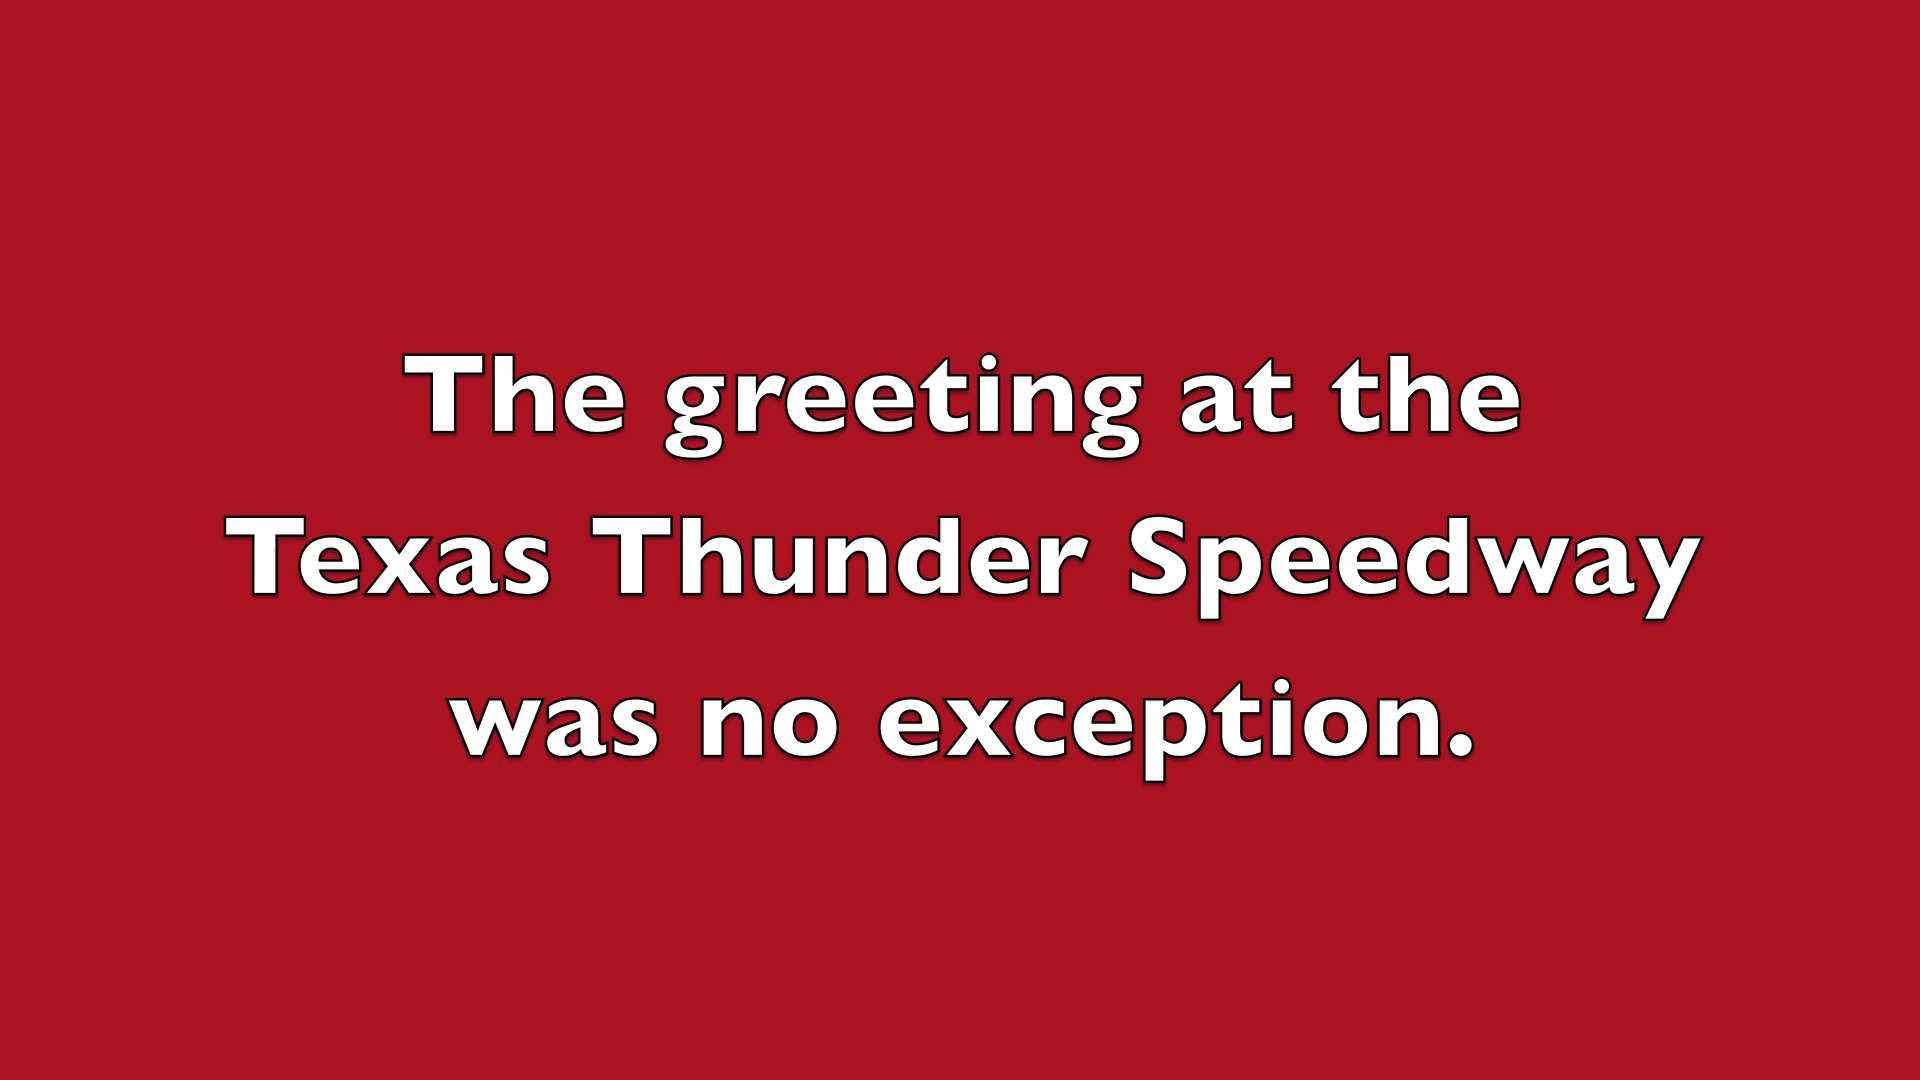 The greeting at the
Texas Thunder Speedway
was no exception.